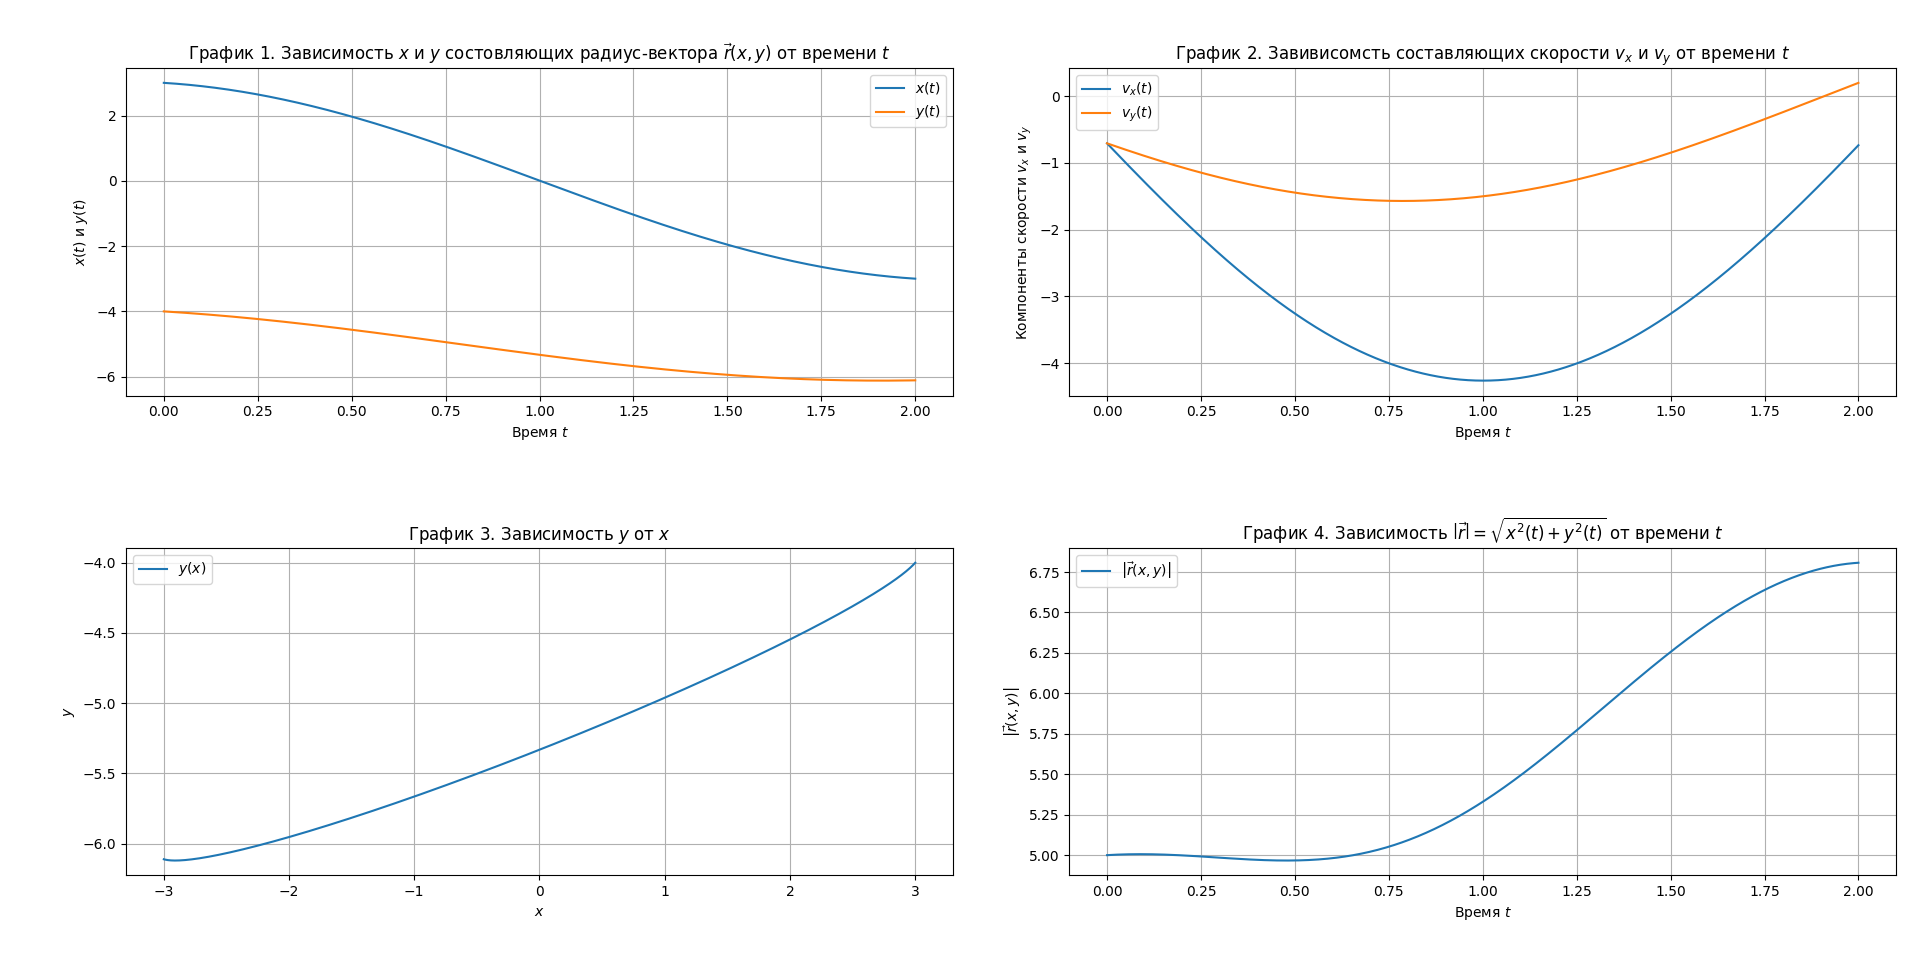 График 1. Зависимость x и y состовляющих радиус-вектора r⃗(x, y) от времени t
x(t)
y(t)
x(t) и y(t)
2
0
−2
−4
−6
0.00 0.25 0.50 0.75 1.00 1.25 1.50 1.75 2.00
Время t
График 2. Завивисомсть составляющих скорости v_x и v_y от времени t
v_x(t)
v_y(t)
Компоненты скорости v_x и v_y
0
−1
−2
−3
−4
0.00 0.25 0.50 0.75 1.00 1.25 1.50 1.75 2.00
Время t
График 3. Зависимость y от x
y(x)
y
−4.0
−4.5
−5.0
−5.5
−6.0
−3 −2 −1 0 1 2 3
x
График 4. Зависимость |r⃗| = √(x²(t) + y²(t)) от времени t
|r⃗(x, y)|
|r⃗(x, y)|
6.75
6.50
6.25
6.00
5.75
5.50
5.25
5.00
0.00 0.25 0.50 0.75 1.00 1.25 1.50 1.75 2.00
Время t